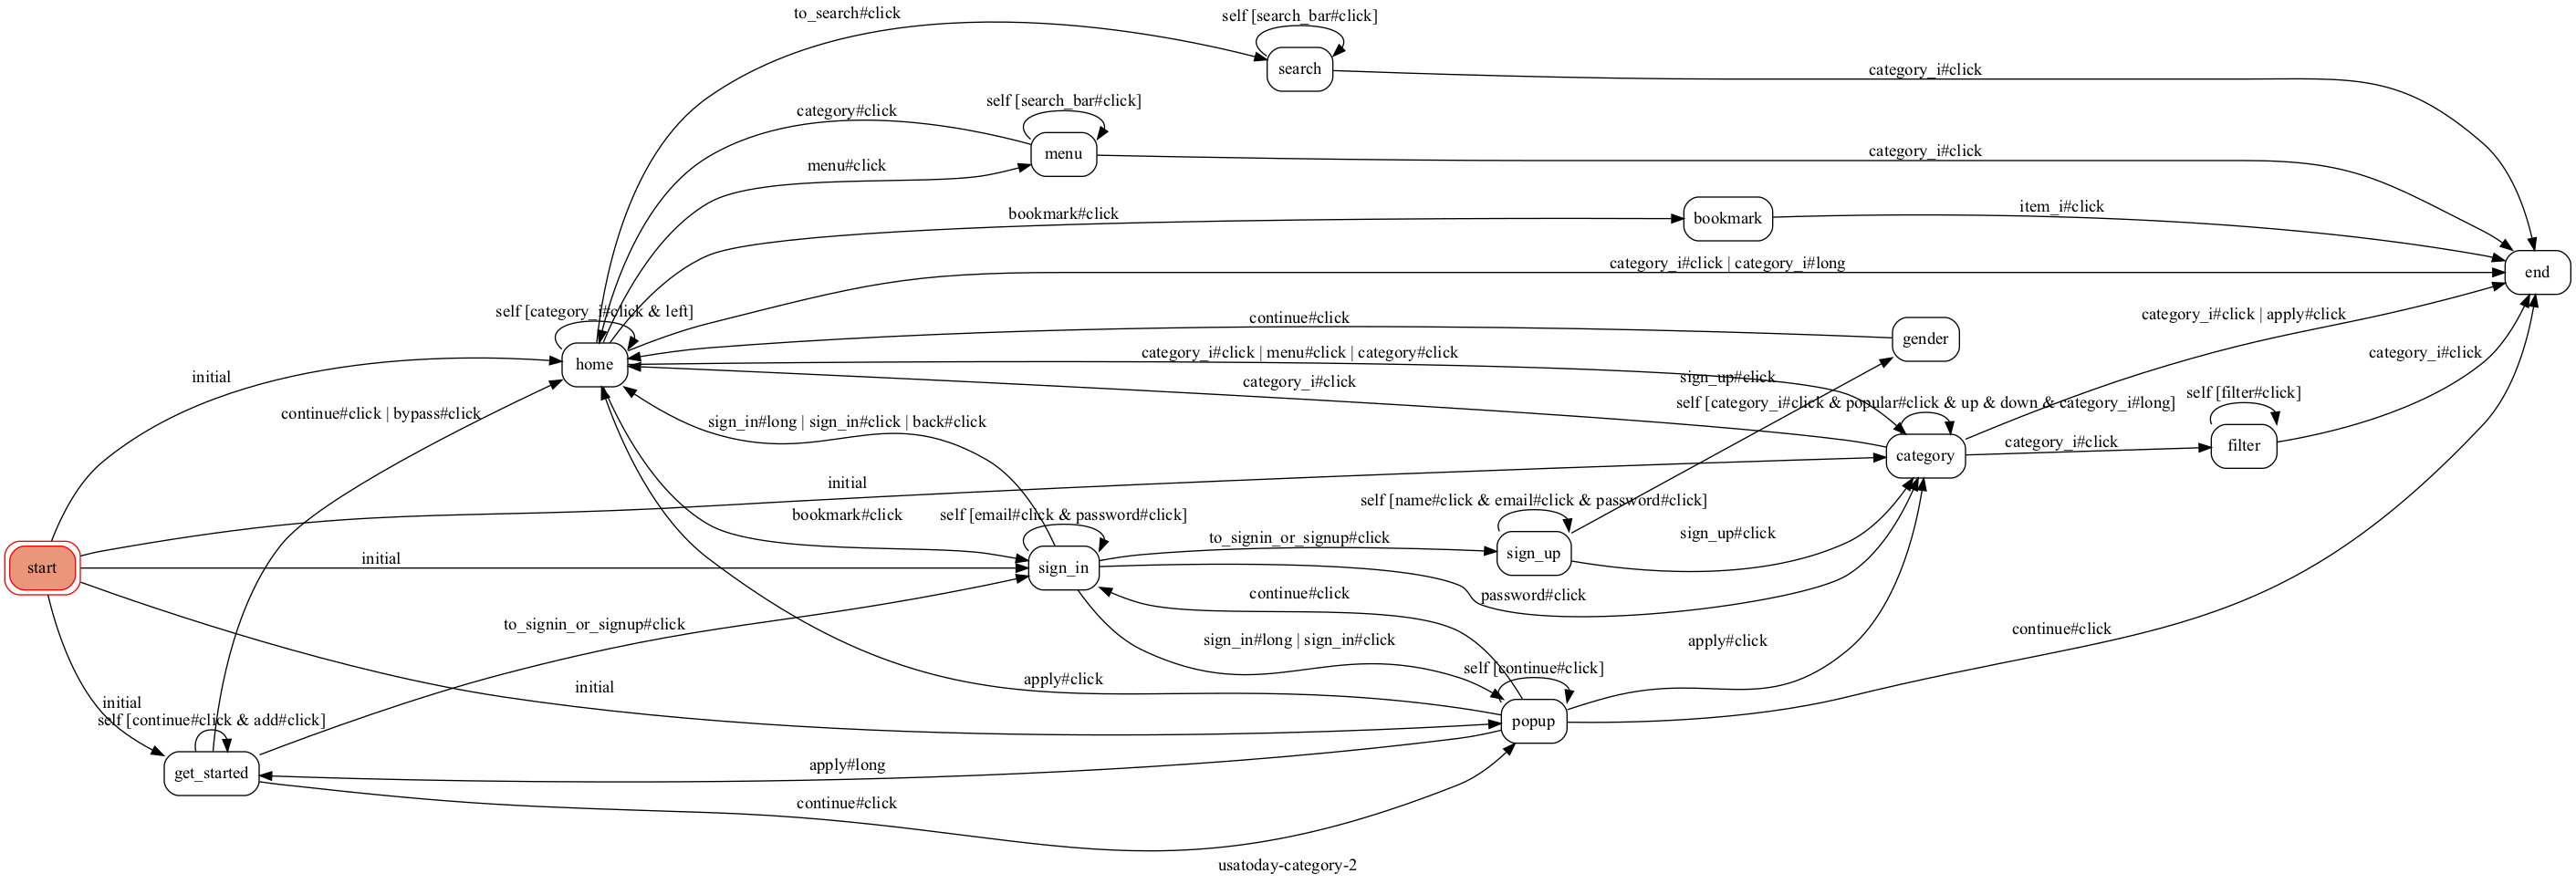 to_search#click
self [search_bar#click]
search
category_i#click
self [search_bar#click]
category#click
menu
category_i#click
menu#click
bookmark#click
bookmark
item_i#click
category_i#click | category_i#long
end
self [category_i#click & left]
continue#click
category_i#click | apply#click
gender
home
category_i#click | menu#click | category#click
category_i#click
initial
category_i#click
sign_up#click
self [filter#click]
self [category_i#click & popular#click & up & down & category_i#long]
continue#click | bypass#click
sign_in#long | sign_in#click | back#click
category_i#click
filter
category
initial
self [name#click & email#click & password#click]
bookmark#click
self [email#click & password#click]
sign_up#click
to_signin_or_signup#click
sign_up
initial
start
sign_in
continue#click
password#click
to_signin_or_signup#click
continue#click
sign_in#long | sign_in#click
apply#click
self [continue#click]
apply#click
initial
initial
self [continue#click & add#click]
popup
apply#long
get_started
continue#click
usatoday-category-2